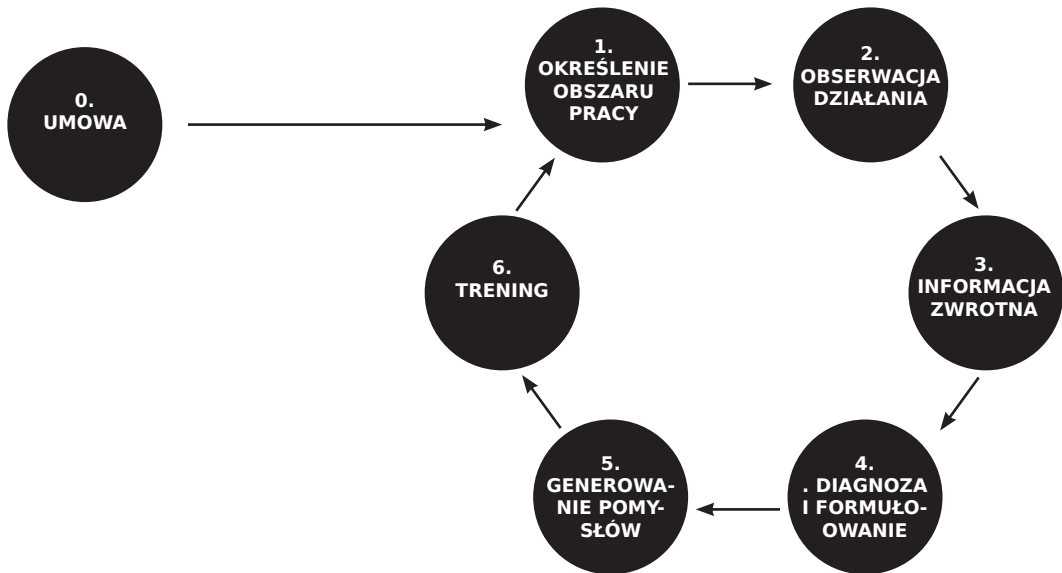 0.
UMOWA
1.
OKREŚLENIE
OBSZARU
PRACY
2.
OBSERWACJA
DZIAŁANIA
3.
INFORMACJA
ZWROTNA
4.
. DIAGNOZA
I FORMUŁO-
OWANIE
5.
GENEROWA-
NIE POMY-
SŁÓW
6.
TRENING